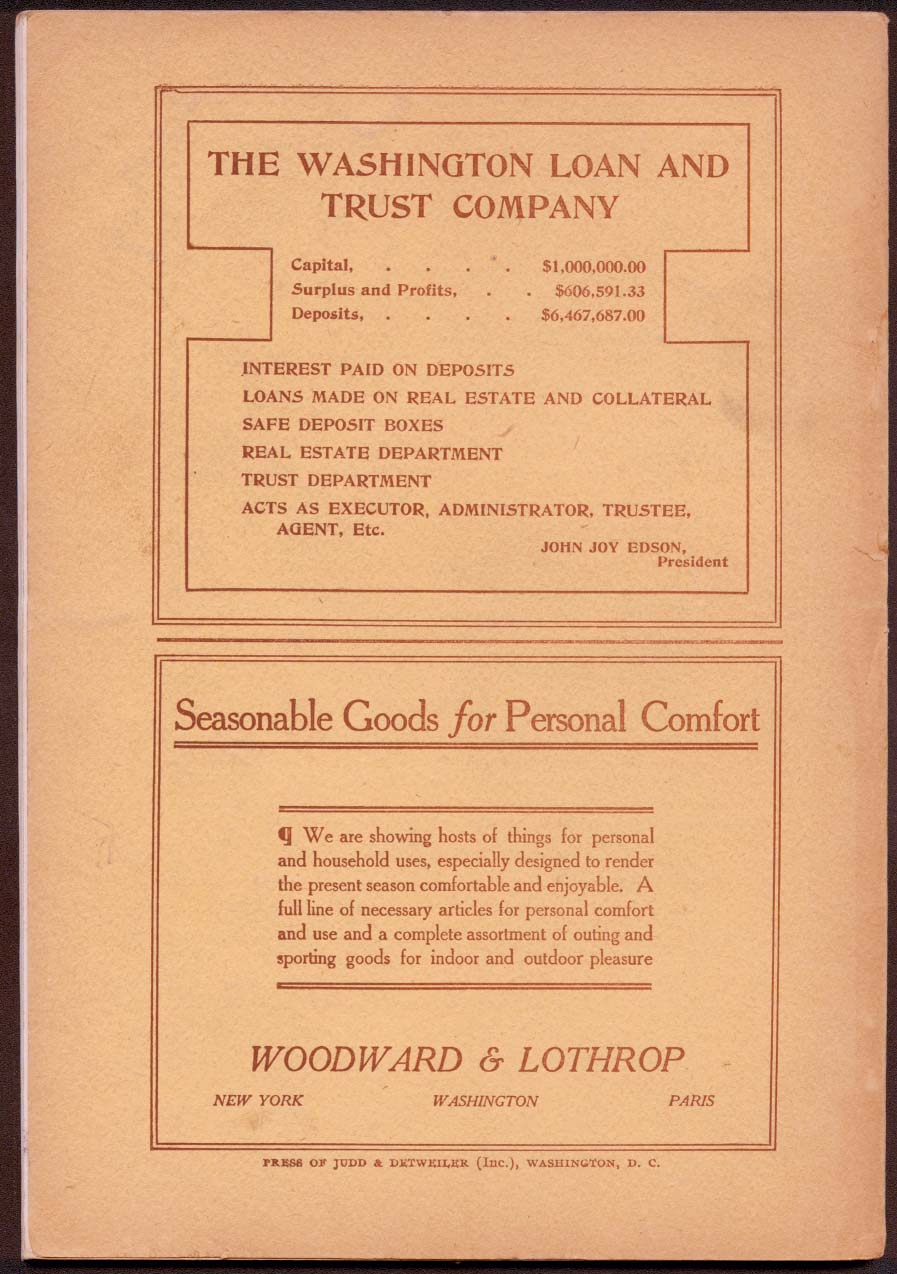 THE WASHINGTON LOAN AND
TRUST COMPANY
Capital, . . . . $1,000,000.00
Surplus and Profits, . . $606,591.33
Deposits, . . . . $6,467,687.00
INTEREST PAID ON DEPOSITS
LOANS MADE ON REAL ESTATE AND COLLATERAL
SAFE DEPOSIT BOXES
REAL ESTATE DEPARTMENT
TRUST DEPARTMENT
ACTS AS EXECUTOR, ADMINISTRATOR, TRUSTEE,
AGENT, Etc.
JOHN JOY EDSON,
President
Seasonable Goods for Personal Comfort
¶ We are showing hosts of things for personal
and household uses, especially designed to render
the present season comfortable and enjoyable. A
full line of necessary articles for personal comfort
and use and a complete assortment of outing and
sporting goods for indoor and outdoor pleasure
WOODWARD & LOTHROP
NEW YORK WASHINGTON PARIS
PRESS OF JUDD & DETWEILER (Inc.), WASHINGTON, D. C.